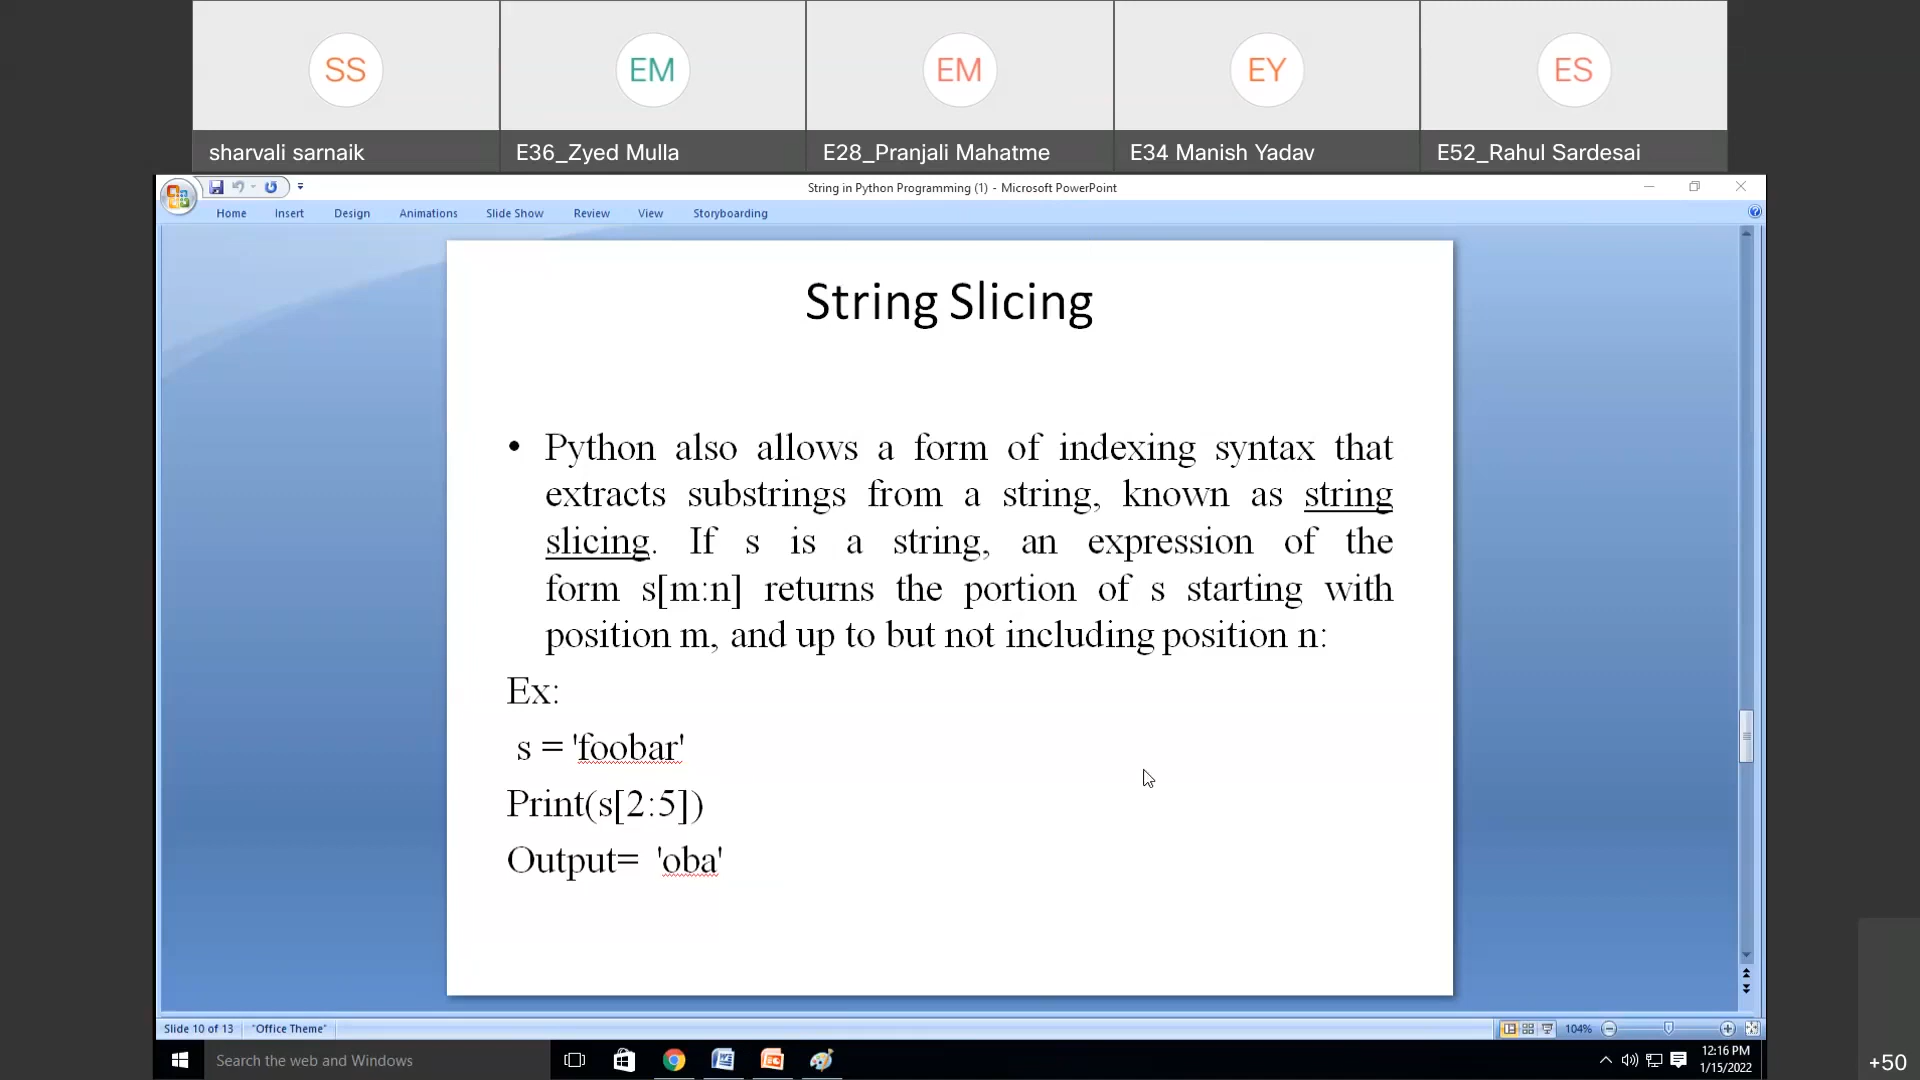 SS
EM
EM
EY
ES
sharvali sarnaik
E36_Zyed Mulla
E28_Pranjali Mahatme
E34 Manish Yadav
E52_Rahul Sardesai
String in Python Programming (1) - Microsoft PowerPoint
Home Insert Design Animations Slide Show Review View Storyboarding
String Slicing
• Python also allows a form of indexing syntax that
extracts substrings from a string, known as string
slicing. If s is a string, an expression of the
form s[m:n] returns the portion of s starting with
position m, and up to but not including position n:
Ex:
s = 'foobar'
Print(s[2:5])
Output= 'oba'
Slide 10 of 13 "Office Theme" 104%
Search the web and Windows
12:16 PM
1/15/2022
+50